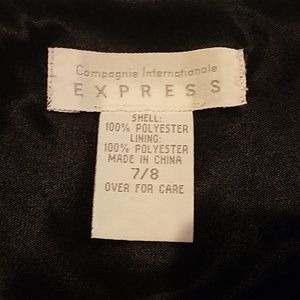 Compagnie Internationale
EXPRESS
SHELL:
100% POLYESTER
LINING:
100% POLYESTER
MADE IN CHINA
7/8
OVER FOR CARE